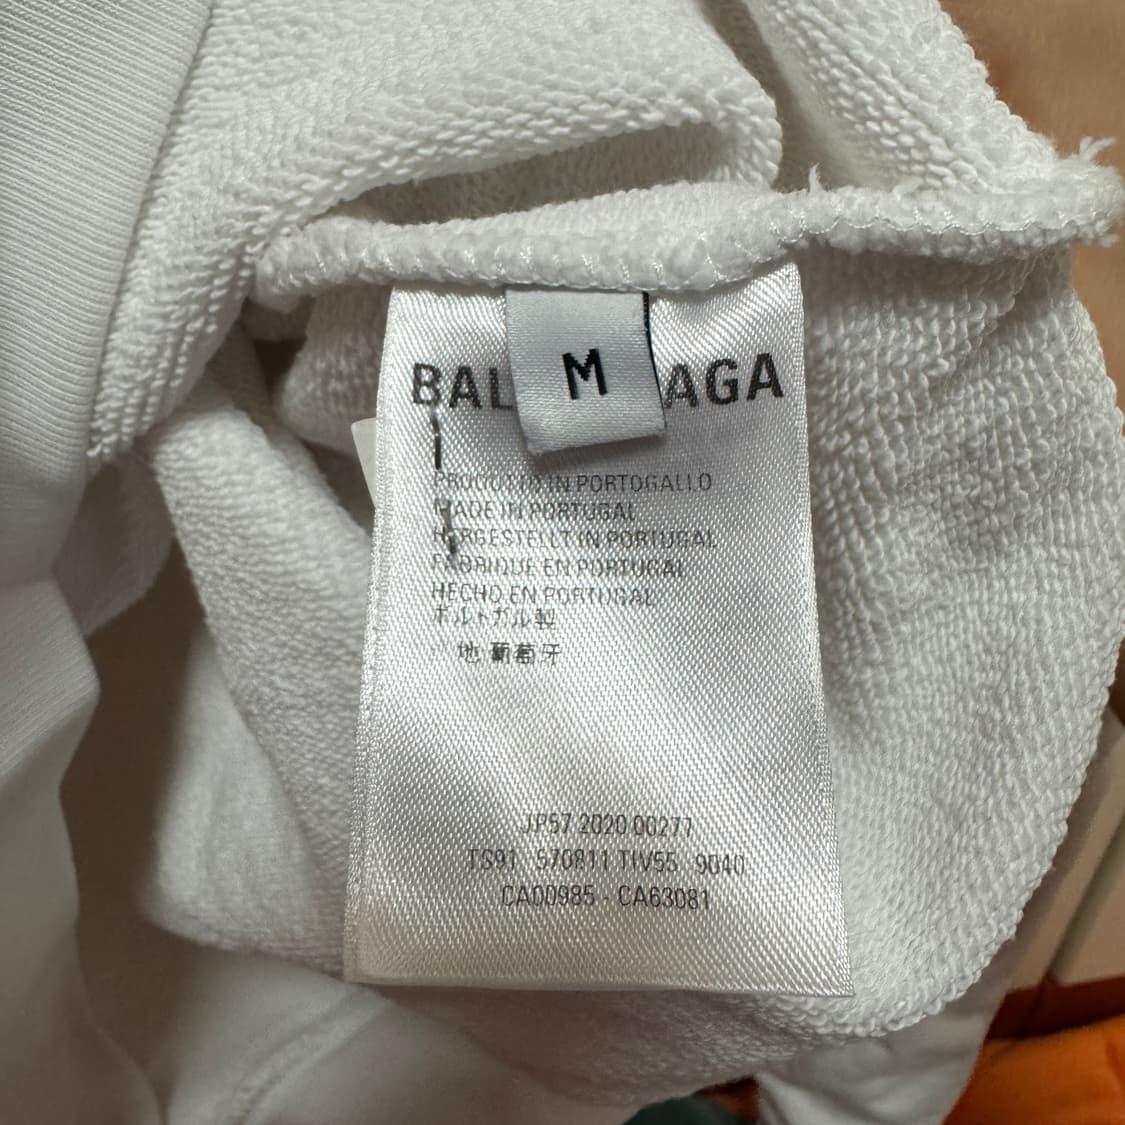 BAL M AGA
PRODOTTO IN PORTOGALLO
MADE IN PORTUGAL
HERGESTELLT IN PORTUGAL
FABRIQUE EN PORTUGAL
HECHO EN PORTUGAL
ポルトガル製
地 葡萄牙
JP57 2020 00277
TS91 570811 TIV55 9040
CA00985 - CA63081